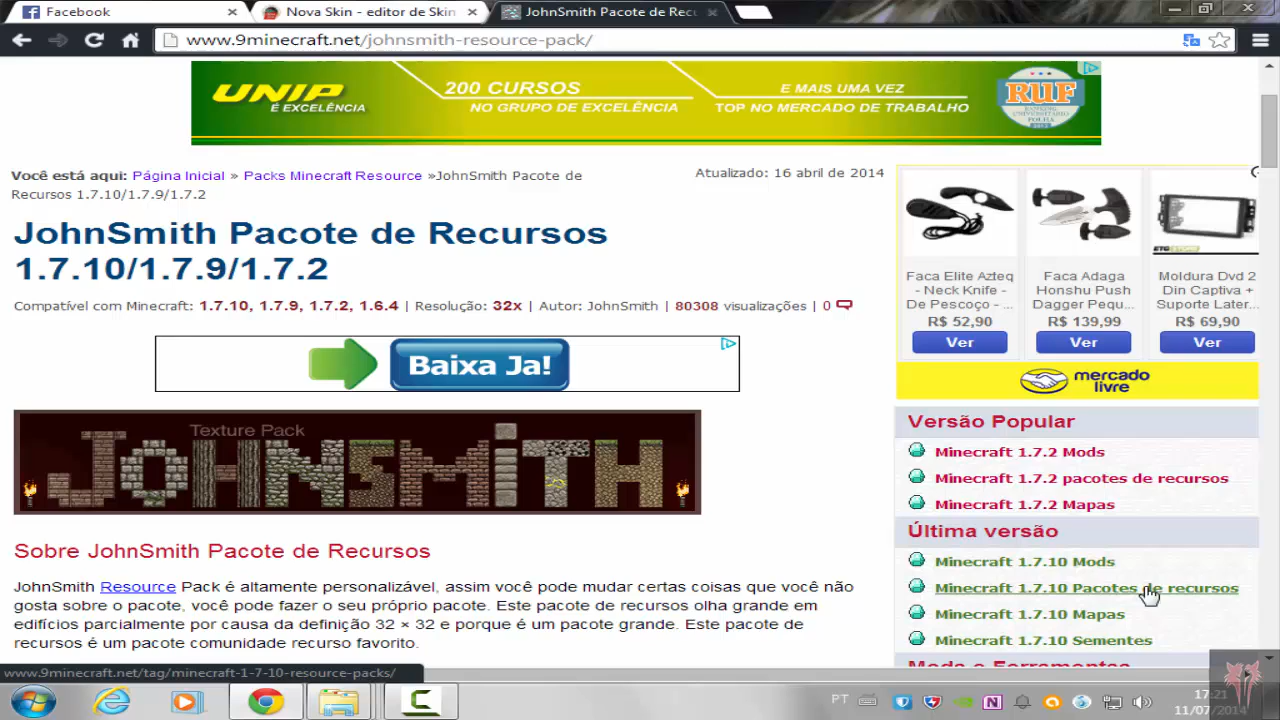 Facebook
Nova Skin - editor de Skin
JohnSmith Pacote de Recu
www.9minecraft.net/johnsmith-resource-pack/
UNIP
É EXCELÊNCIA
200 CURSOS
NO GRUPO DE EXCELÊNCIA
E MAIS UMA VEZ
TOP NO MERCADO DE TRABALHO
RUF
Você está aqui: Página Inicial » Packs Minecraft Resource »JohnSmith Pacote de
Recursos 1.7.10/1.7.9/1.7.2
Atualizado: 16 abril de 2014
JohnSmith Pacote de Recursos
1.7.10/1.7.9/1.7.2
Compatível com Minecraft: 1.7.10, 1.7.9, 1.7.2, 1.6.4 | Resolução: 32x | Autor: JohnSmith | 80308 visualizações | 0
Baixa Ja!
Texture Pack
JOHNSMITH
Sobre JohnSmith Pacote de Recursos
JohnSmith Resource Pack é altamente personalizável, assim você pode mudar certas coisas que você não
gosta sobre o pacote, você pode fazer o seu próprio pacote. Este pacote de recursos olha grande em
edifícios parcialmente por causa da definição 32 × 32 e porque é um pacote grande. Este pacote de
recursos é um pacote comunidade recurso favorito.
Faca Elite Azteq
- Neck Knife -
De Pescoço - ...
R$ 52,90
Ver
Faca Adaga
Honshu Push
Dagger Pequ...
R$ 139,99
Ver
ETG STORE
Moldura Dvd 2
Din Captiva +
Suporte Later...
R$ 69,90
Ver
mercado
livre
Versão Popular
Minecraft 1.7.2 Mods
Minecraft 1.7.2 pacotes de recursos
Minecraft 1.7.2 Mapas
Última versão
Minecraft 1.7.10 Mods
Minecraft 1.7.10 Pacotes de recursos
Minecraft 1.7.10 Mapas
Minecraft 1.7.10 Sementes
Mods e Ferramentas
www.9minecraft.net/tag/minecraft-1-7-10-resource-packs/
PT
17:21
11/07/2014